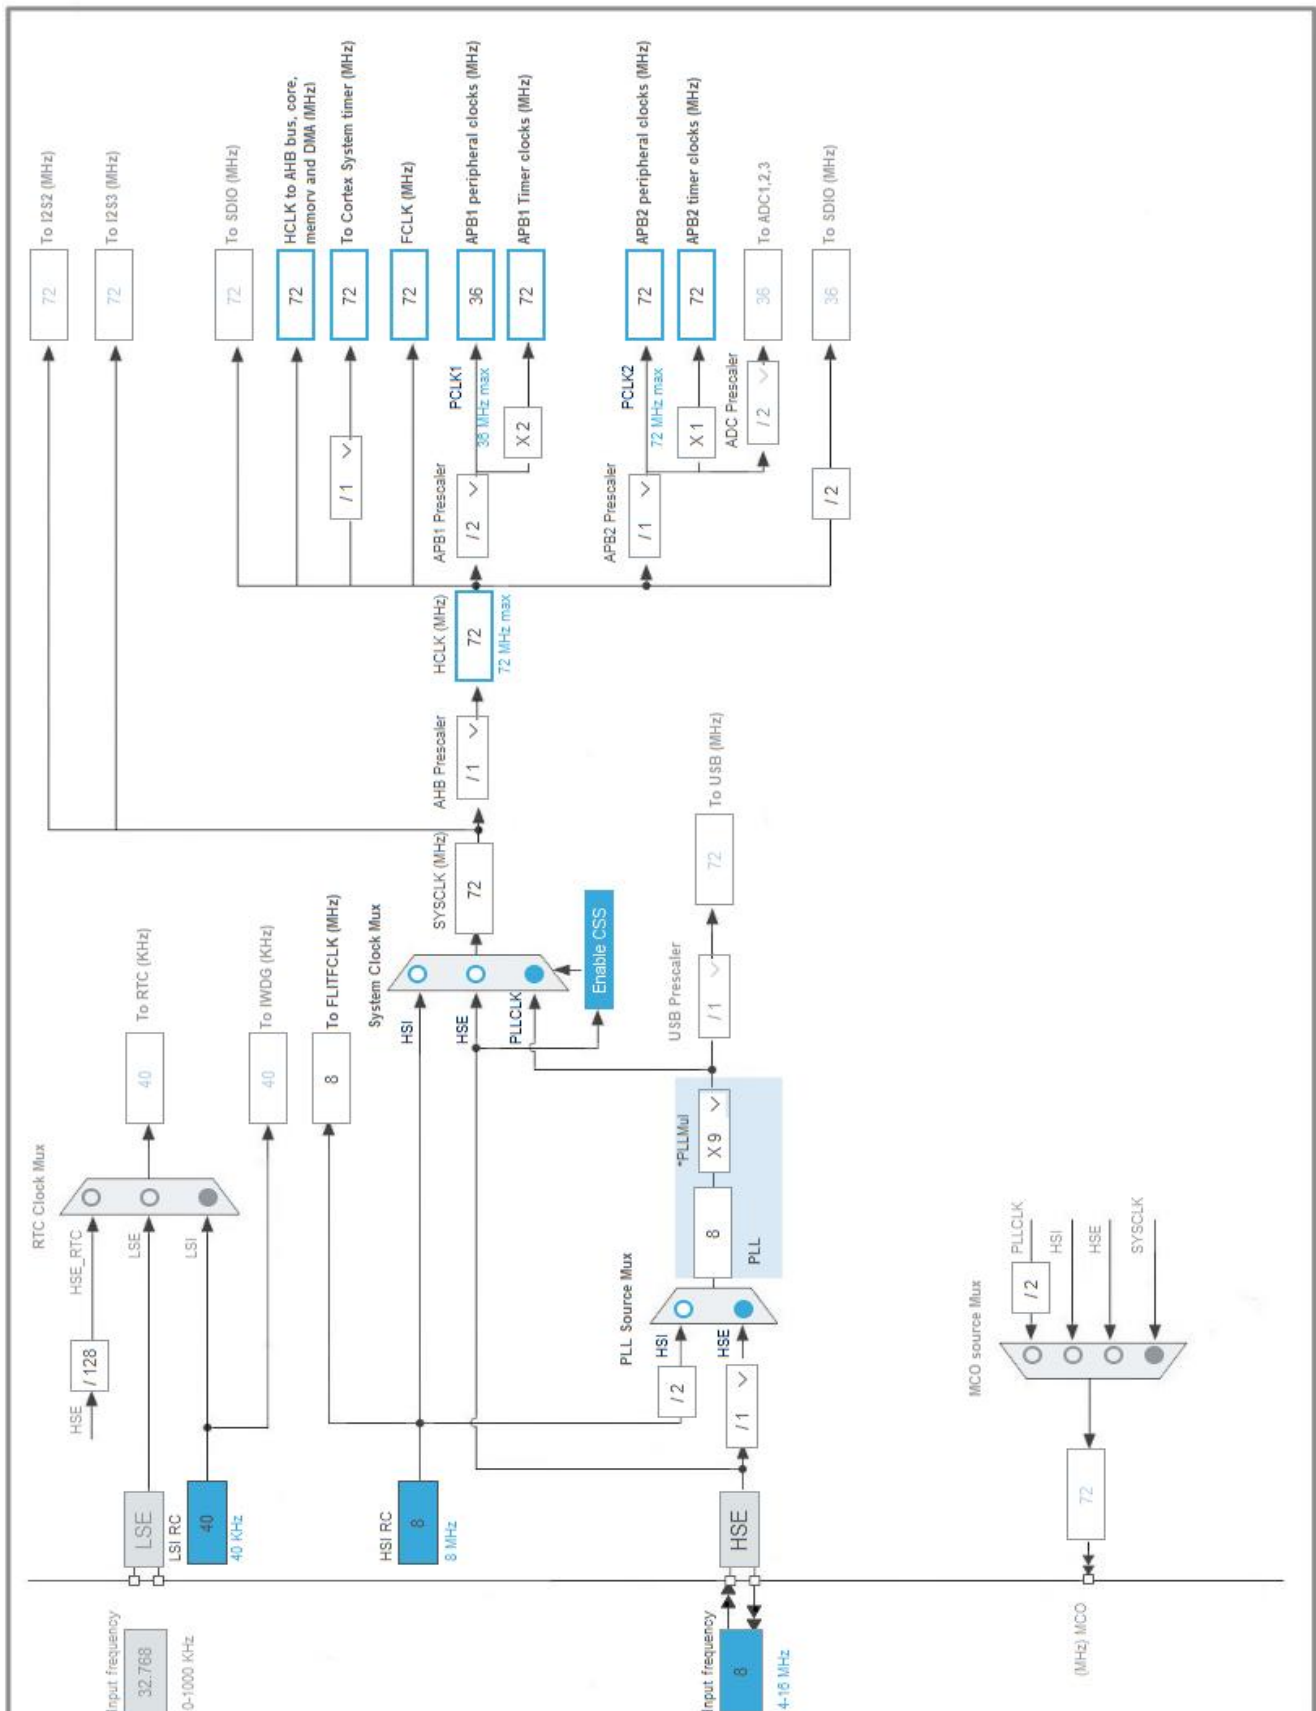 Input frequency
32.768
0-1000 KHz
LSE
LSI RC
40
40 KHz
HSE
/ 128
HSE_RTC
LSE
LSI
RTC Clock Mux
40
To RTC (KHz)
40
To IWDG (KHz)
8
To FLITFCLK (MHz)
HSI RC
8
8 MHz
Input frequency
8
4-16 MHz
HSE
/ 2
/ 1
HSI
HSE
PLL Source Mux
8
PLL
*PLLMul
X 9
USB Prescaler
/ 1
72
To USB (MHz)
HSI
HSE
PLLCLK
System Clock Mux
Enable CSS
SYSCLK (MHz)
72
AHB Prescaler
/ 1
HCLK (MHz)
72
72 MHz max
72
To I2S2 (MHz)
72
To I2S3 (MHz)
72
To SDIO (MHz)
72
HCLK to AHB bus, core,
memory and DMA (MHz)
/ 1
72
To Cortex System timer (MHz)
72
FCLK (MHz)
APB1 Prescaler
/ 2
PCLK1
36 MHz max
36
APB1 peripheral clocks (MHz)
X 2
72
APB1 Timer clocks (MHz)
APB2 Prescaler
/ 1
PCLK2
72 MHz max
72
APB2 peripheral clocks (MHz)
X 1
72
APB2 timer clocks (MHz)
ADC Prescaler
/ 2
36
To ADC1,2,3
/ 2
36
To SDIO (MHz)
MCO source Mux
PLLCLK
/ 2
HSI
HSE
SYSCLK
72
(MHz) MCO